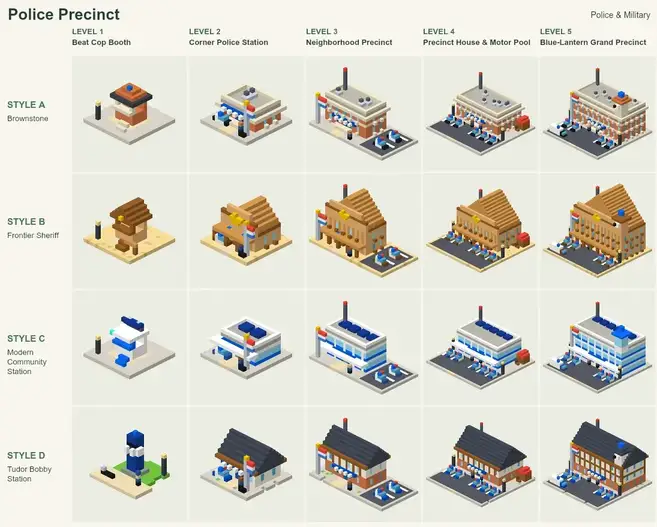 Police Precinct
Police & Military
LEVEL 1
Beat Cop Booth
LEVEL 2
Corner Police Station
LEVEL 3
Neighborhood Precinct
LEVEL 4
Precinct House & Motor Pool
LEVEL 5
Blue-Lantern Grand Precinct
STYLE A
Brownstone
STYLE B
Frontier Sheriff
STYLE C
Modern
Community
Station
STYLE D
Tudor Bobby
Station